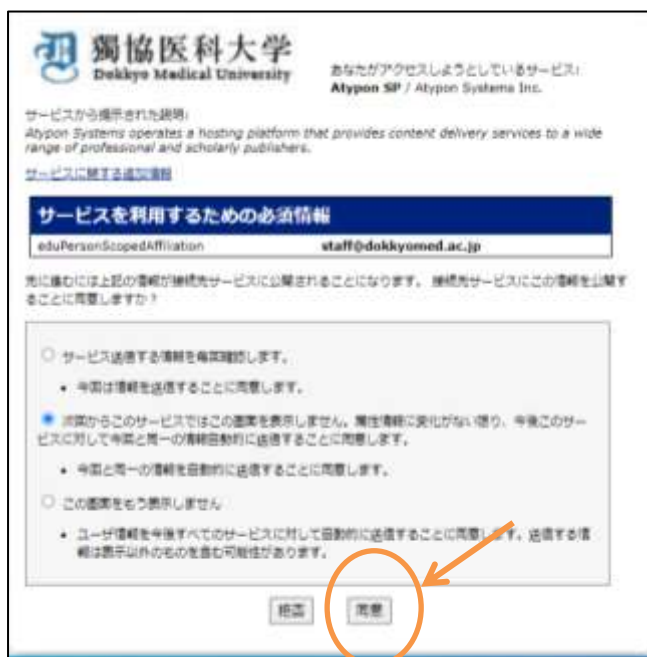 獨協医科大学
Dokkyo Medical University
あなたがアクセスしようとしているサービス:
Atypon SP / Atypon Systems Inc.
サービスから提示された説明:
Atypon Systems operates a hosting platform that provides content delivery services to a wide
range of professional and scholarly publishers.
サービスに関する追加情報
サービスを利用するための必須情報
eduPersonScopedAffiliation staff@dokkyomed.ac.jp
先に進むには上記の情報が接続先サービスに公開されることになります。 接続先サービスにこの情報を公開す
ることに同意しますか?
サービス送信する情報を毎回確認します。
今回は情報を送信することに同意します。
次回からこのサービスではこの画面を表示しません。属性情報に変化がない限り、今後このサー
ビスに対して今回と同一の情報自動的に送信することに同意します。
今回と同一の情報を自動的に送信することに同意します。
この画面をもう表示しません
ユーザ情報を今後すべてのサービスに対して自動的に送信することに同意します。送信する情
報は表示以外のものを含む可能性があります。
拒否 同意